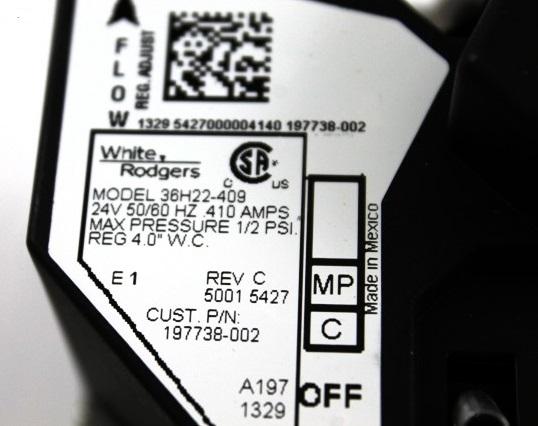 FLOW
REG. ADJUST
1329 5427000004140 197738-002
White,
Rodgers
SA
C US
MODEL 36H22-409
24V 50/60 HZ .410 AMPS
MAX PRESSURE 1/2 PSI.
REG 4.0" W.C.
E 1 REV C
5001 5427
CUST. P/N:
197738-002
A197
1329
MP
C
Made in Mexico
OFF